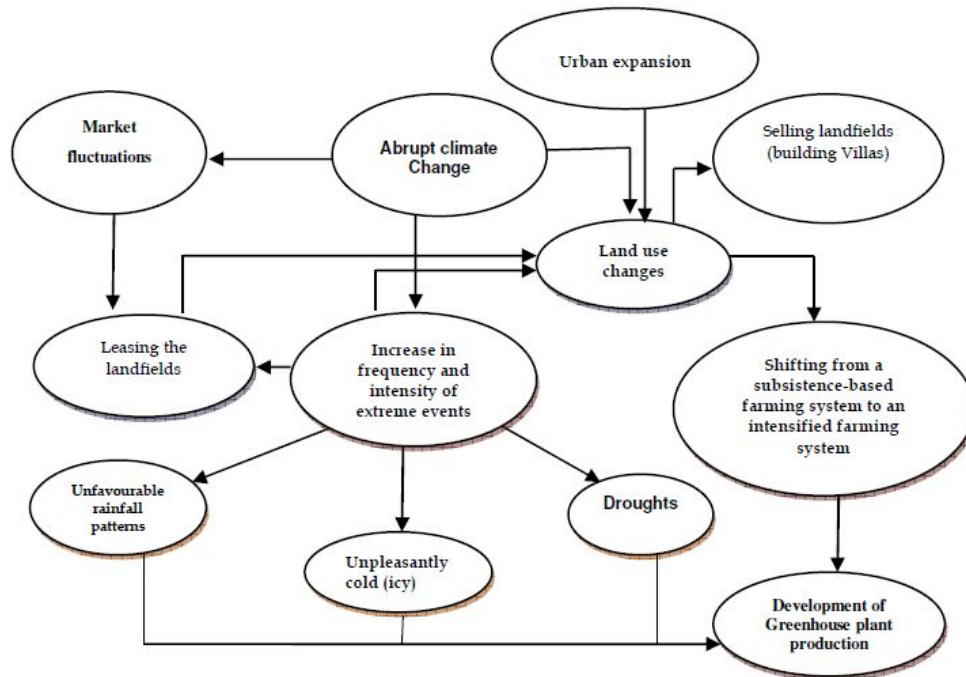 Urban expansion
Market
fluctuations
Abrupt climate
Change
Selling landfields
(building Villas)
Land use
changes
Leasing the
landfields
Increase in
frequency and
intensity of
extreme events
Shifting from a
subsistence-based
farming system to an
intensified farming
system
Unfavourable
rainfall
patterns
Droughts
Unpleasantly
cold (icy)
Development of
Greenhouse plant
production